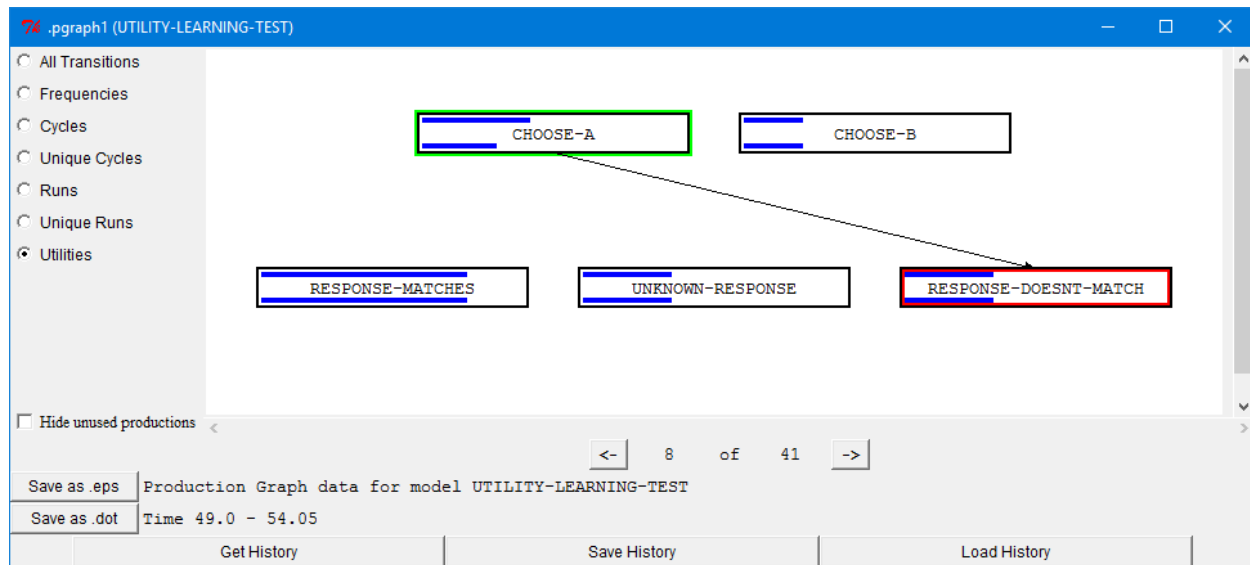 .pgraph1 (UTILITY-LEARNING-TEST)
All Transitions
Frequencies
Cycles
Unique Cycles
Runs
Unique Runs
Utilities
CHOOSE-A
CHOOSE-B
RESPONSE-MATCHES
UNKNOWN-RESPONSE
RESPONSE-DOESNT-MATCH
Hide unused productions
<- 8 of 41 ->
Save as .eps Production Graph data for model UTILITY-LEARNING-TEST
Save as .dot Time 49.0 - 54.05
Get History Save History Load History